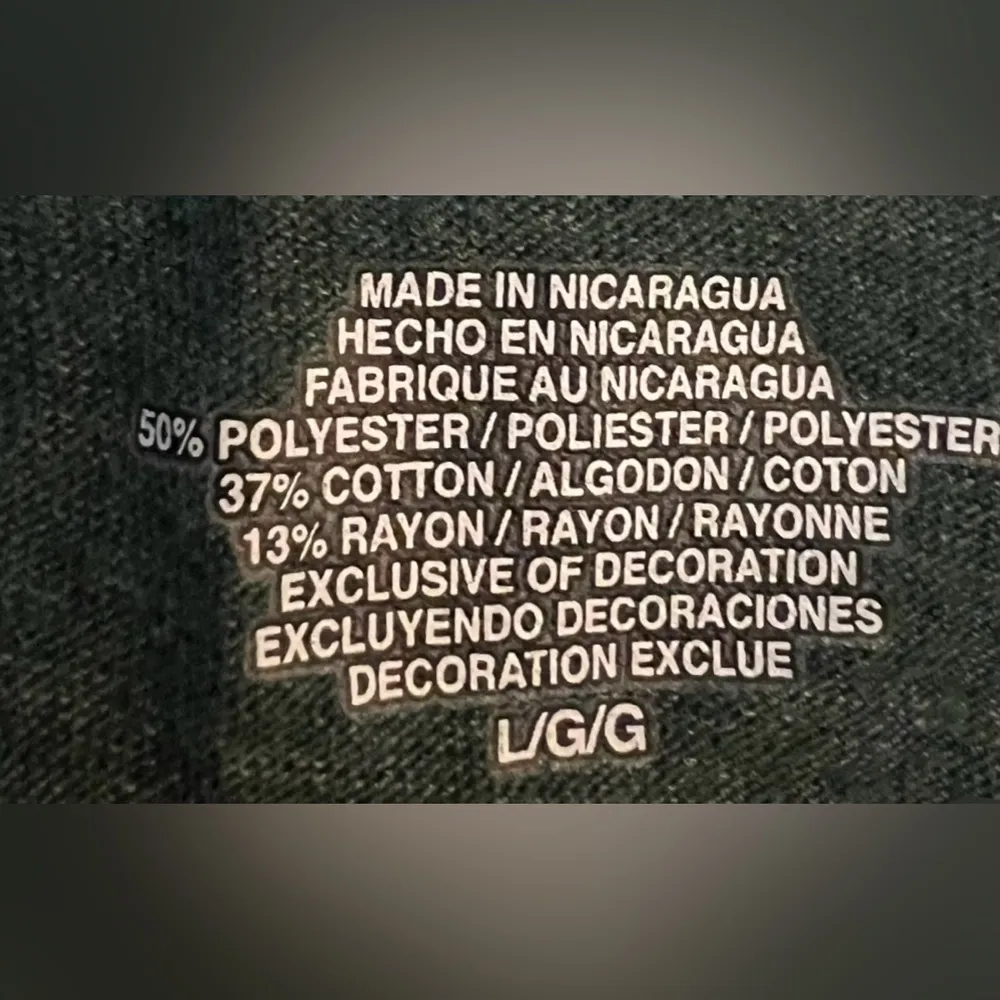 MADE IN NICARAGUA
HECHO EN NICARAGUA
FABRIQUE AU NICARAGUA
50% POLYESTER / POLIESTER / POLYESTER
37% COTTON / ALGODON / COTON
13% RAYON / RAYON / RAYONNE
EXCLUSIVE OF DECORATION
EXCLUYENDO DECORACIONES
DECORATION EXCLUE
L/G/G